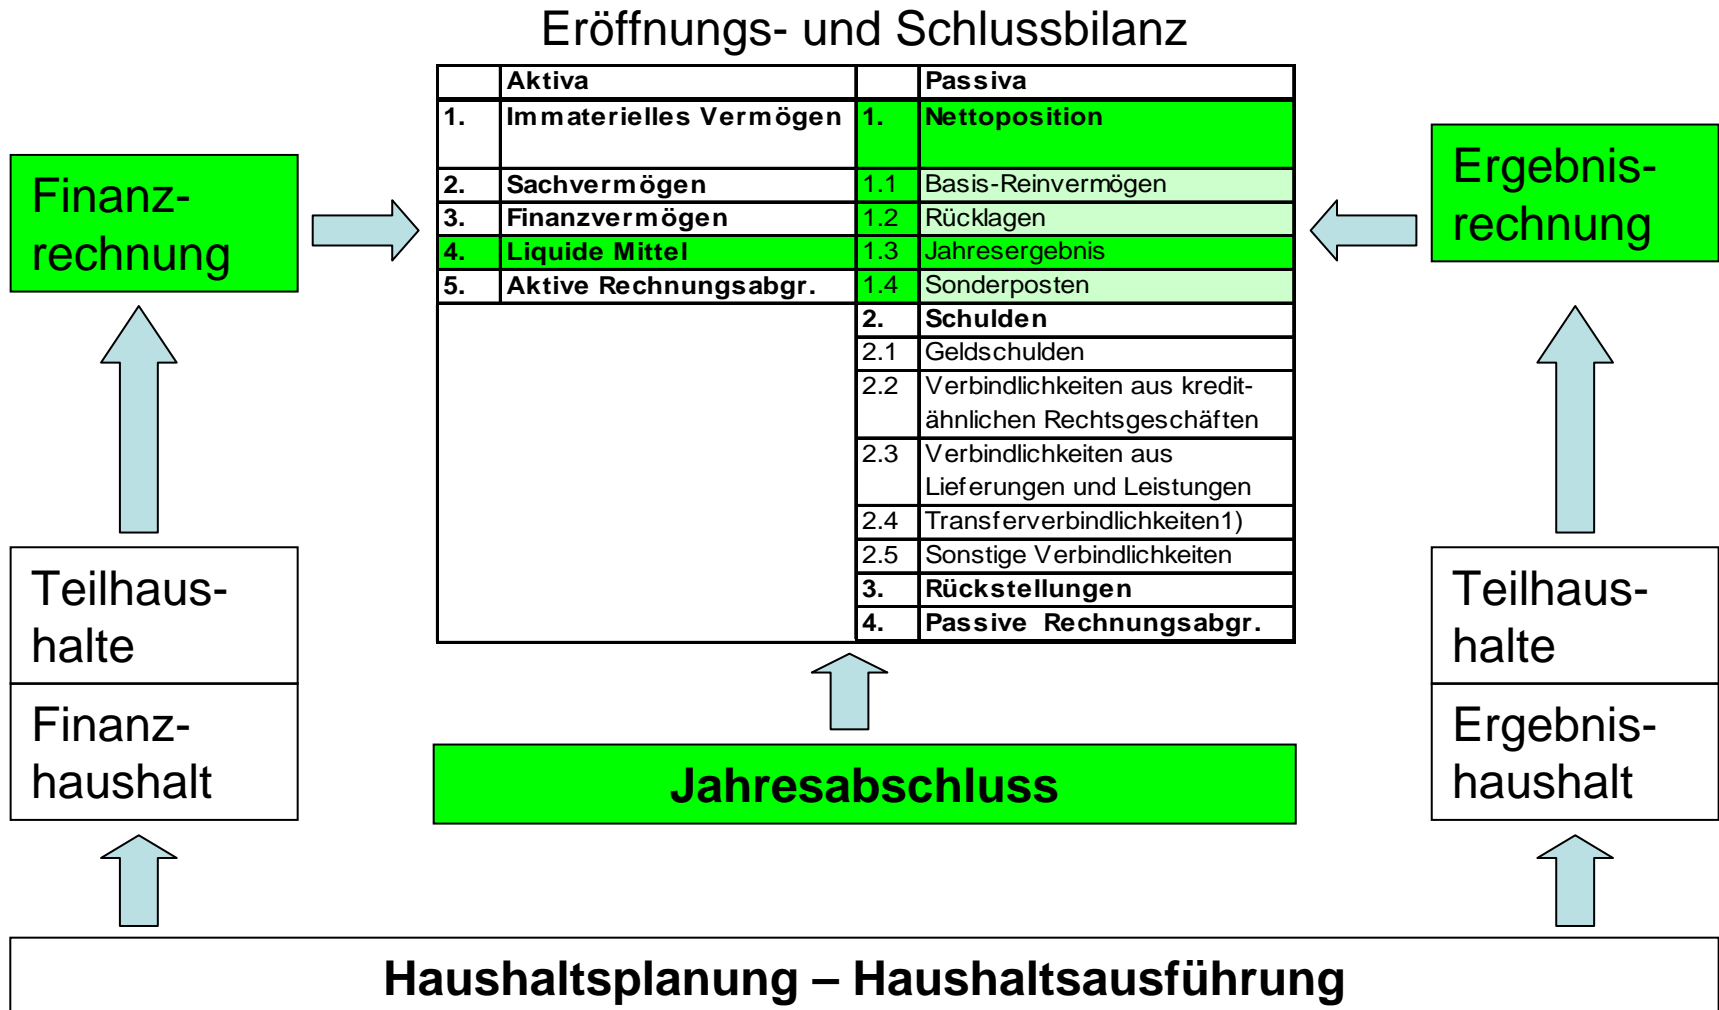 Eröffnungs- und Schlussbilanz
Aktiva Passiva
1. Immaterielles Vermögen 1. Nettoposition
2. Sachvermögen 1.1 Basis-Reinvermögen
3. Finanzvermögen 1.2 Rücklagen
4. Liquide Mittel 1.3 Jahresergebnis
5. Aktive Rechnungsabgr. 1.4 Sonderposten
2. Schulden
2.1 Geldschulden
2.2 Verbindlichkeiten aus kredit-
ähnlichen Rechtsgeschäften
2.3 Verbindlichkeiten aus
Lieferungen und Leistungen
2.4 Transferverbindlichkeiten1)
2.5 Sonstige Verbindlichkeiten
3. Rückstellungen
4. Passive Rechnungsabgr.
Finanz-
rechnung
Ergebnis-
rechnung
Teilhaus-
halte
Finanz-
haushalt
Teilhaus-
halte
Ergebnis-
haushalt
Jahresabschluss
Haushaltsplanung – Haushaltsausführung